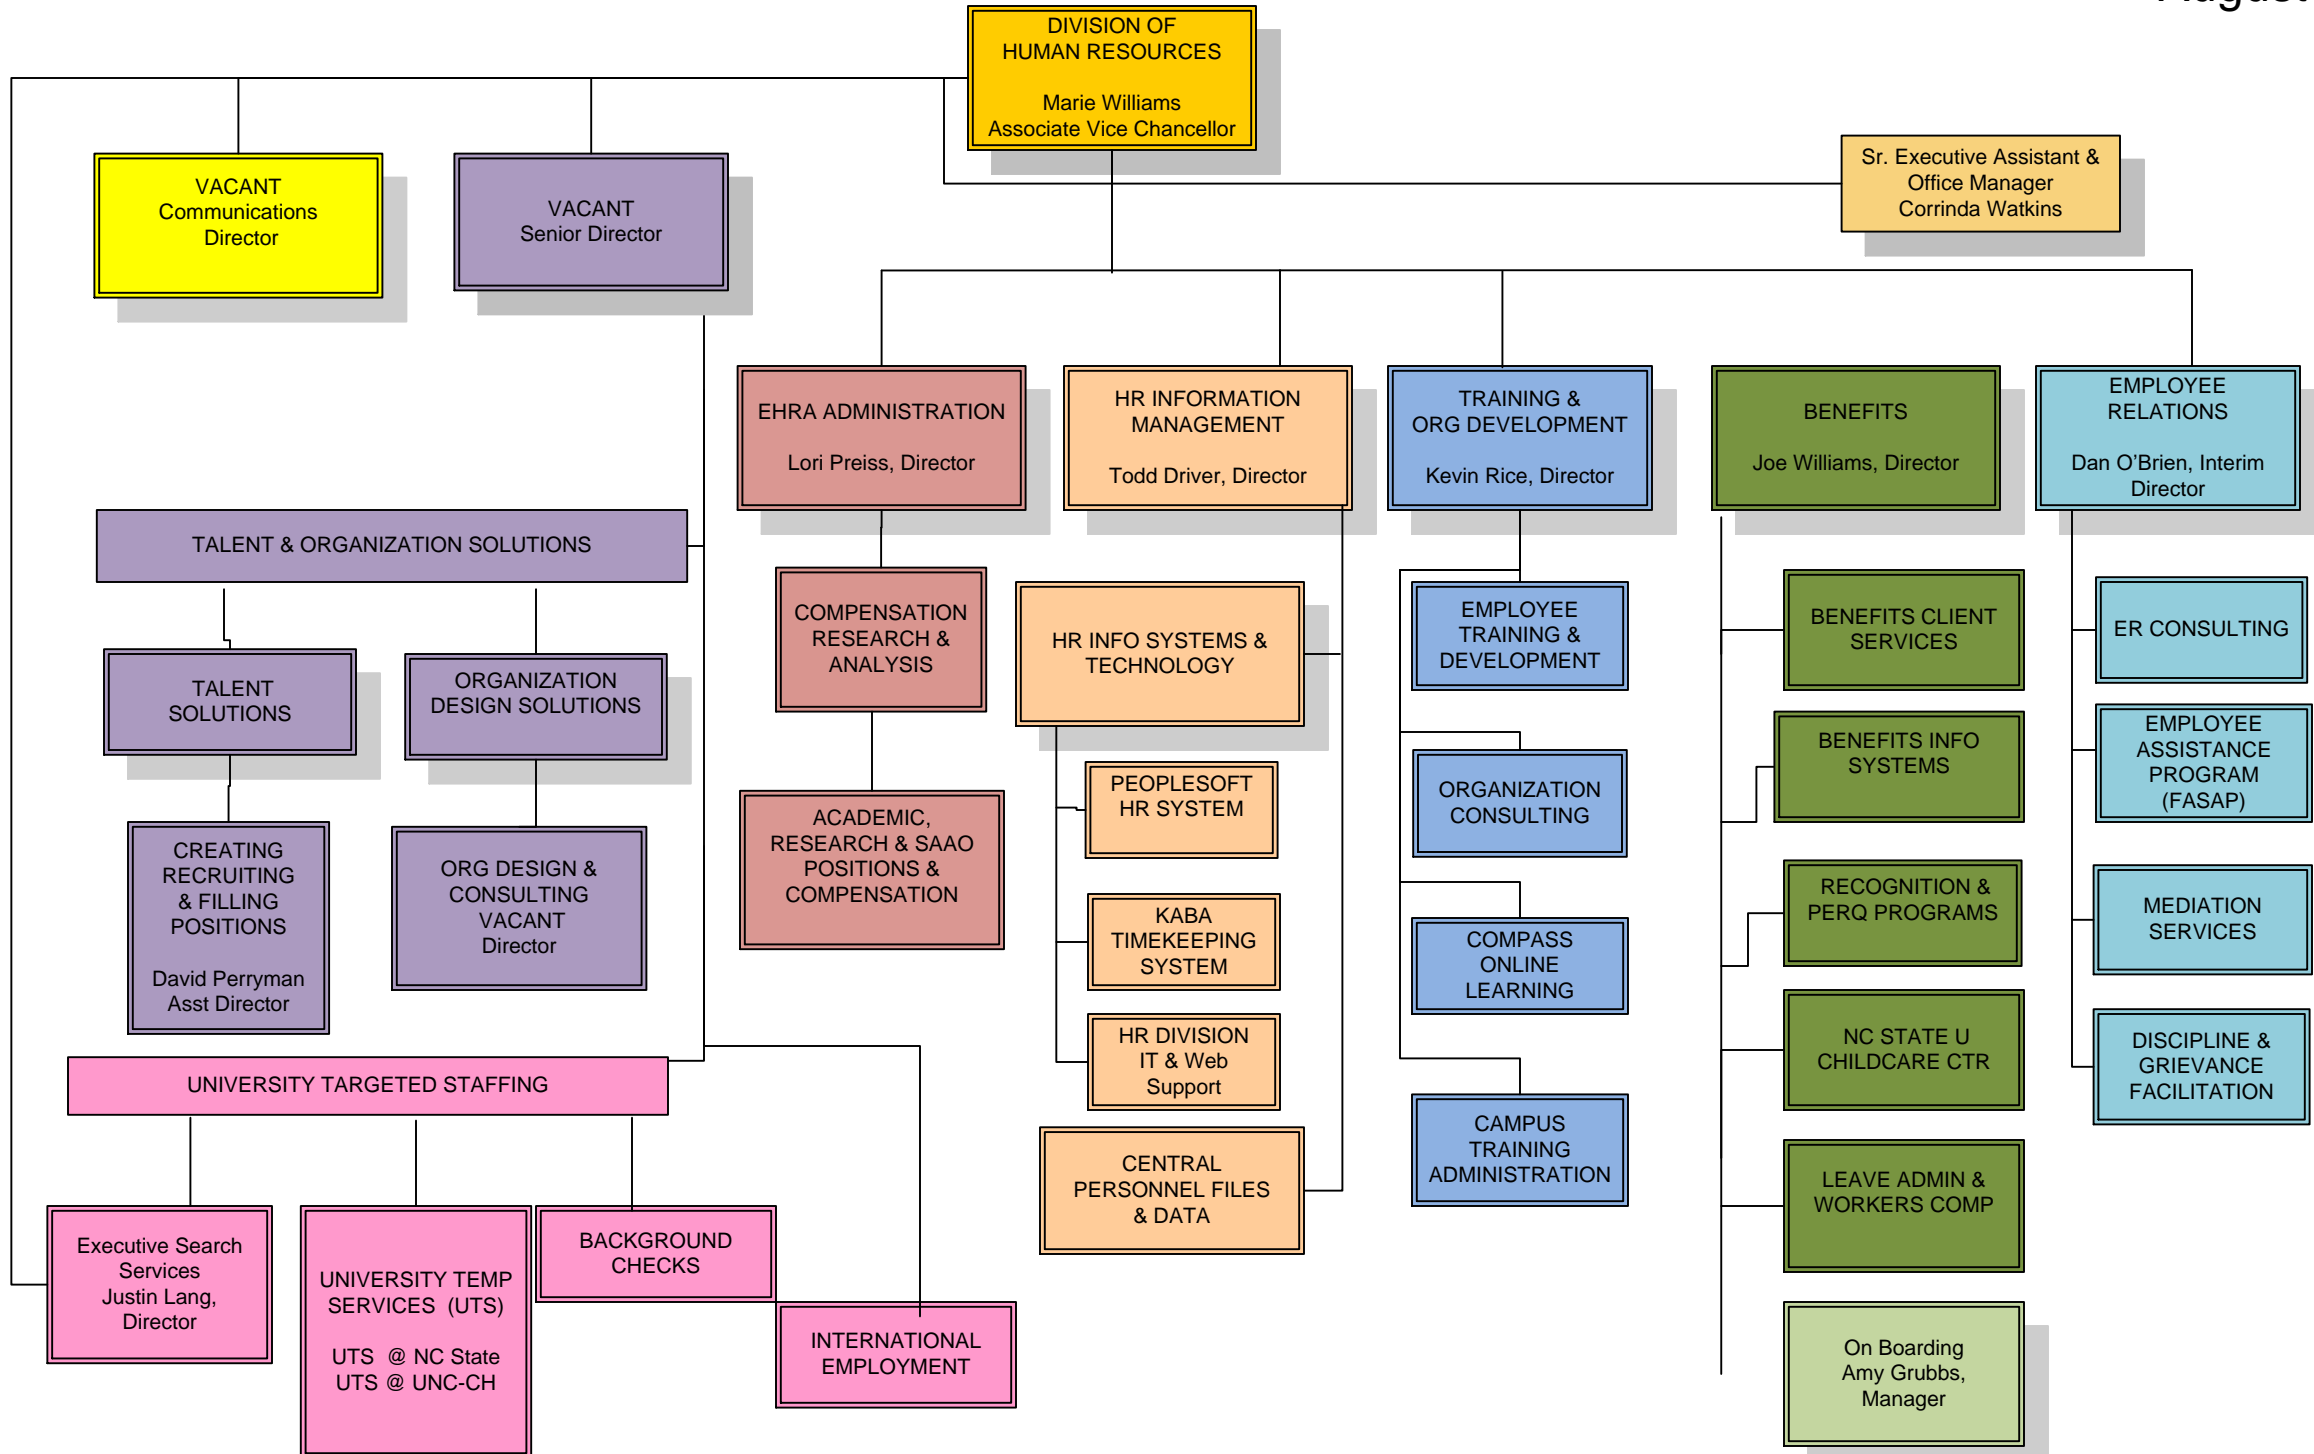 August
DIVISION OF
HUMAN RESOURCES
Marie Williams
Associate Vice Chancellor
Sr. Executive Assistant &
Office Manager
Corrinda Watkins
VACANT
Communications
Director
VACANT
Senior Director
EHRA ADMINISTRATION
Lori Preiss, Director
HR INFORMATION
MANAGEMENT
Todd Driver, Director
TRAINING &
ORG DEVELOPMENT
Kevin Rice, Director
BENEFITS
Joe Williams, Director
EMPLOYEE
RELATIONS
Dan O'Brien, Interim
Director
TALENT & ORGANIZATION SOLUTIONS
TALENT
SOLUTIONS
ORGANIZATION
DESIGN SOLUTIONS
CREATING
RECRUITING
& FILLING
POSITIONS
David Perryman
Asst Director
ORG DESIGN &
CONSULTING
VACANT
Director
COMPENSATION
RESEARCH &
ANALYSIS
ACADEMIC,
RESEARCH & SAAO
POSITIONS &
COMPENSATION
HR INFO SYSTEMS &
TECHNOLOGY
PEOPLESOFT
HR SYSTEM
KABA
TIMEKEEPING
SYSTEM
HR DIVISION
IT & Web
Support
CENTRAL
PERSONNEL FILES
& DATA
EMPLOYEE
TRAINING &
DEVELOPMENT
ORGANIZATION
CONSULTING
COMPASS
ONLINE
LEARNING
CAMPUS
TRAINING
ADMINISTRATION
BENEFITS CLIENT
SERVICES
BENEFITS INFO
SYSTEMS
RECOGNITION &
PERQ PROGRAMS
NC STATE U
CHILDCARE CTR
LEAVE ADMIN &
WORKERS COMP
On Boarding
Amy Grubbs,
Manager
ER CONSULTING
EMPLOYEE
ASSISTANCE
PROGRAM
(FASAP)
MEDIATION
SERVICES
DISCIPLINE &
GRIEVANCE
FACILITATION
UNIVERSITY TARGETED STAFFING
Executive Search
Services
Justin Lang,
Director
UNIVERSITY TEMP
SERVICES (UTS)
UTS @ NC State
UTS @ UNC-CH
BACKGROUND
CHECKS
INTERNATIONAL
EMPLOYMENT